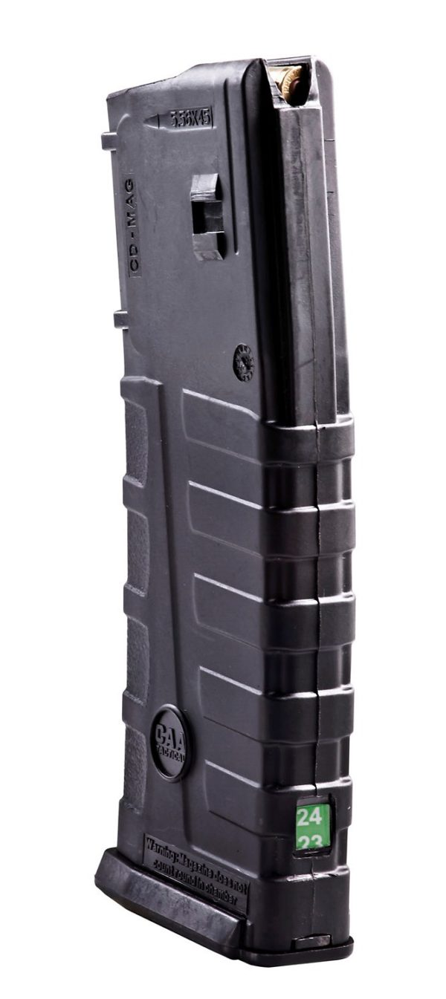 5.56X45
CD-MAG
CAA
TACTICAL
24
23
Warning:Magazine does not
count round in chamber